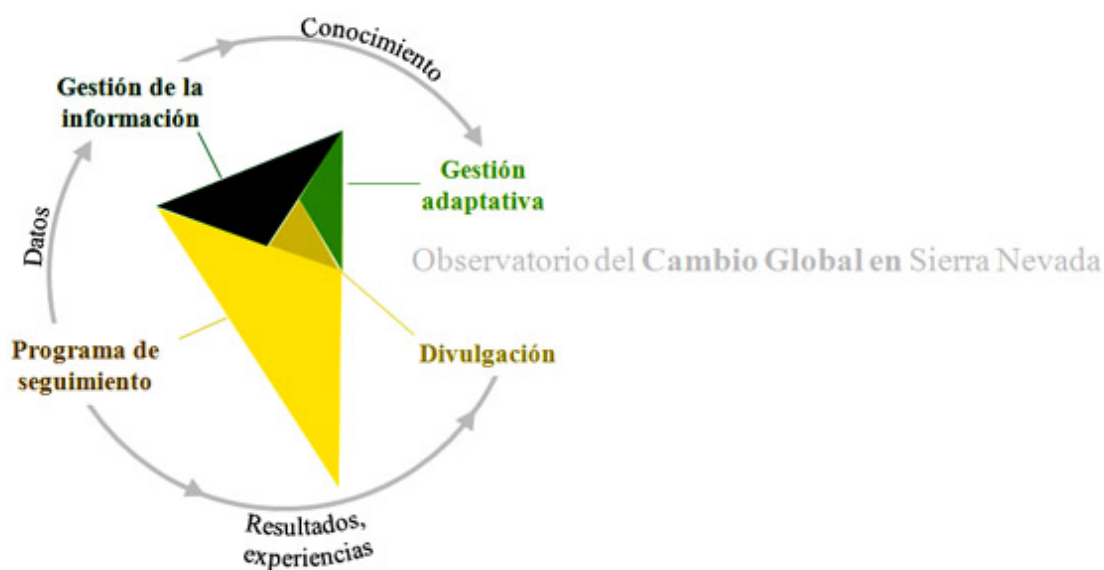 Conocimiento
Gestión de la
información
Gestión
adaptativa
Datos
Observatorio del Cambio Global en Sierra Nevada
Programa de
seguimiento
Divulgación
Resultados,
experiencias